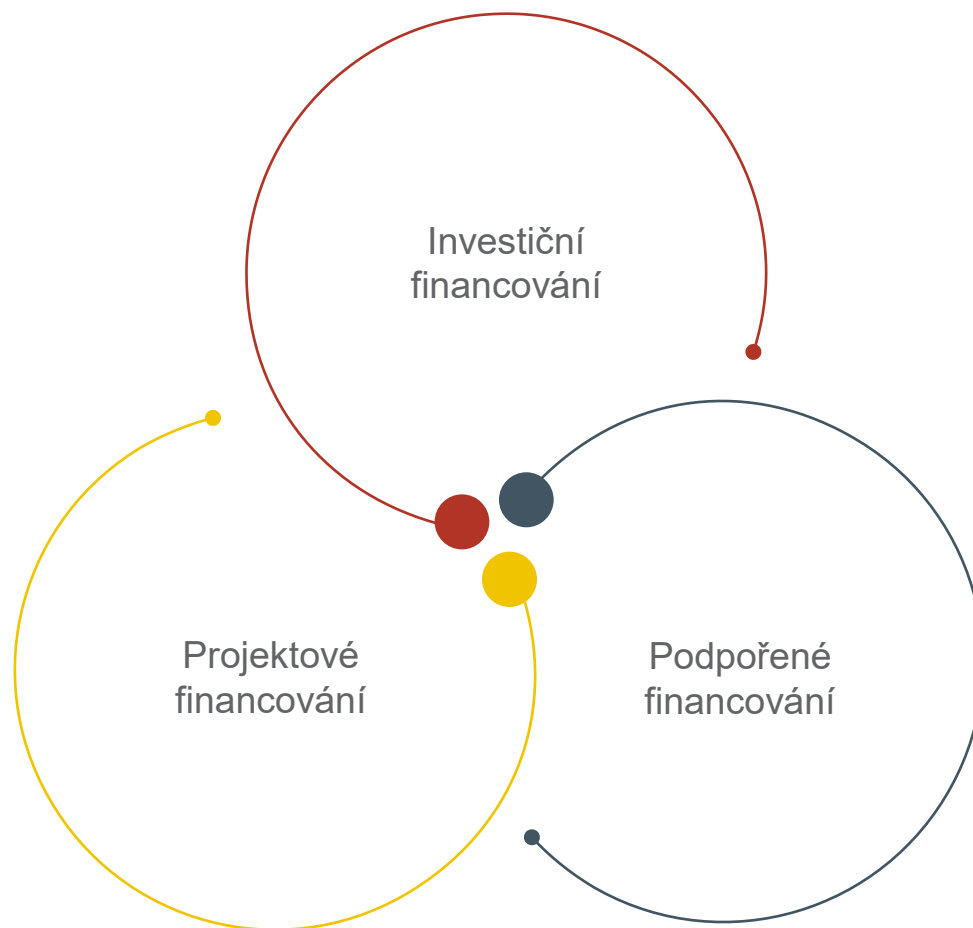 Investiční
financování
Projektové
financování
Podpořené
financování